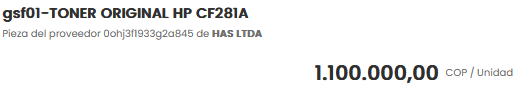 gsf01-TONER ORIGINAL HP CF281A
Pieza del proveedor 0ohj3f1933g2a845 de HAS LTDA
1.100.000,00 COP / Unidad